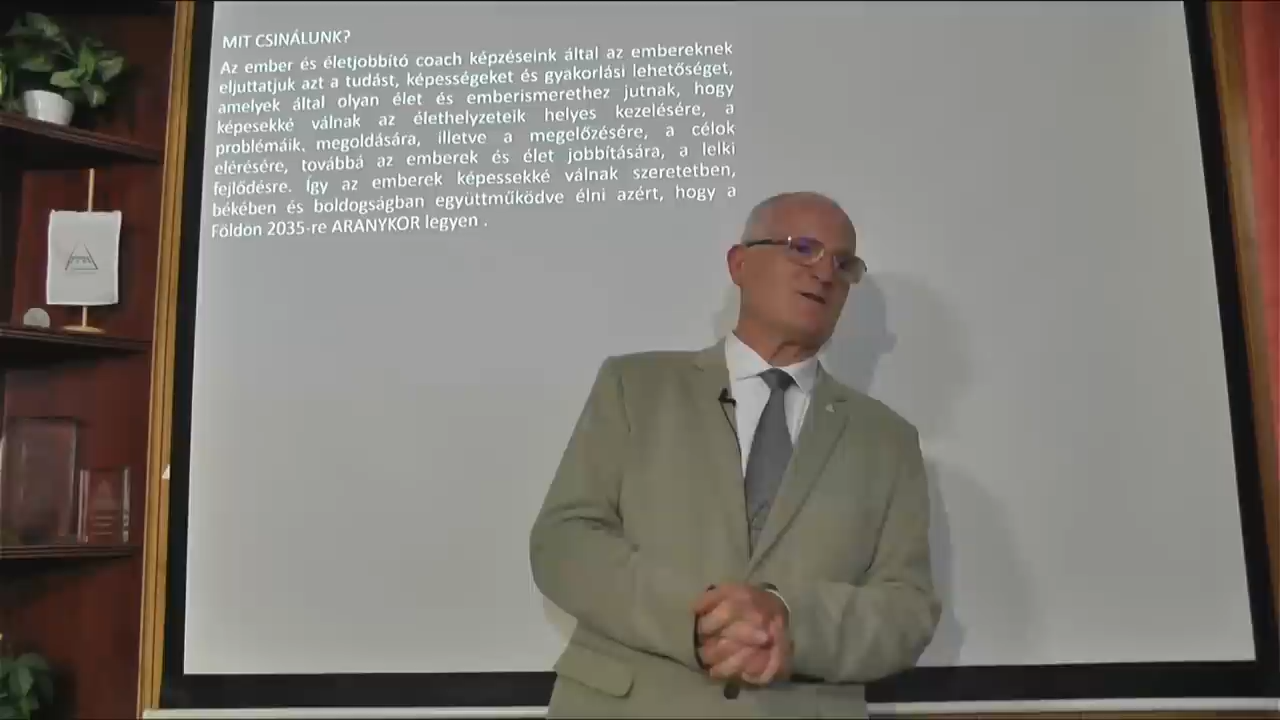 MIT CSINÁLUNK?
Az ember és életjobbító coach képzéseink által az embereknek
eljuttatjuk azt a tudást, képességeket és gyakorlási lehetőséget,
amelyek által olyan élet és emberismerethez jutnak, hogy
képesekké válnak az élethelyzeteik helyes kezelésére, a
problémáik. megoldására, illetve a megelőzésére, a célok
elérésére, továbbá az emberek és élet jobbítására, a lelki
fejlődésre. Így az emberek képessekké válnak szeretetben,
békében és boldogságban együttműködve élni azért, hogy a
Földön 2035-re ARANYKOR legyen .